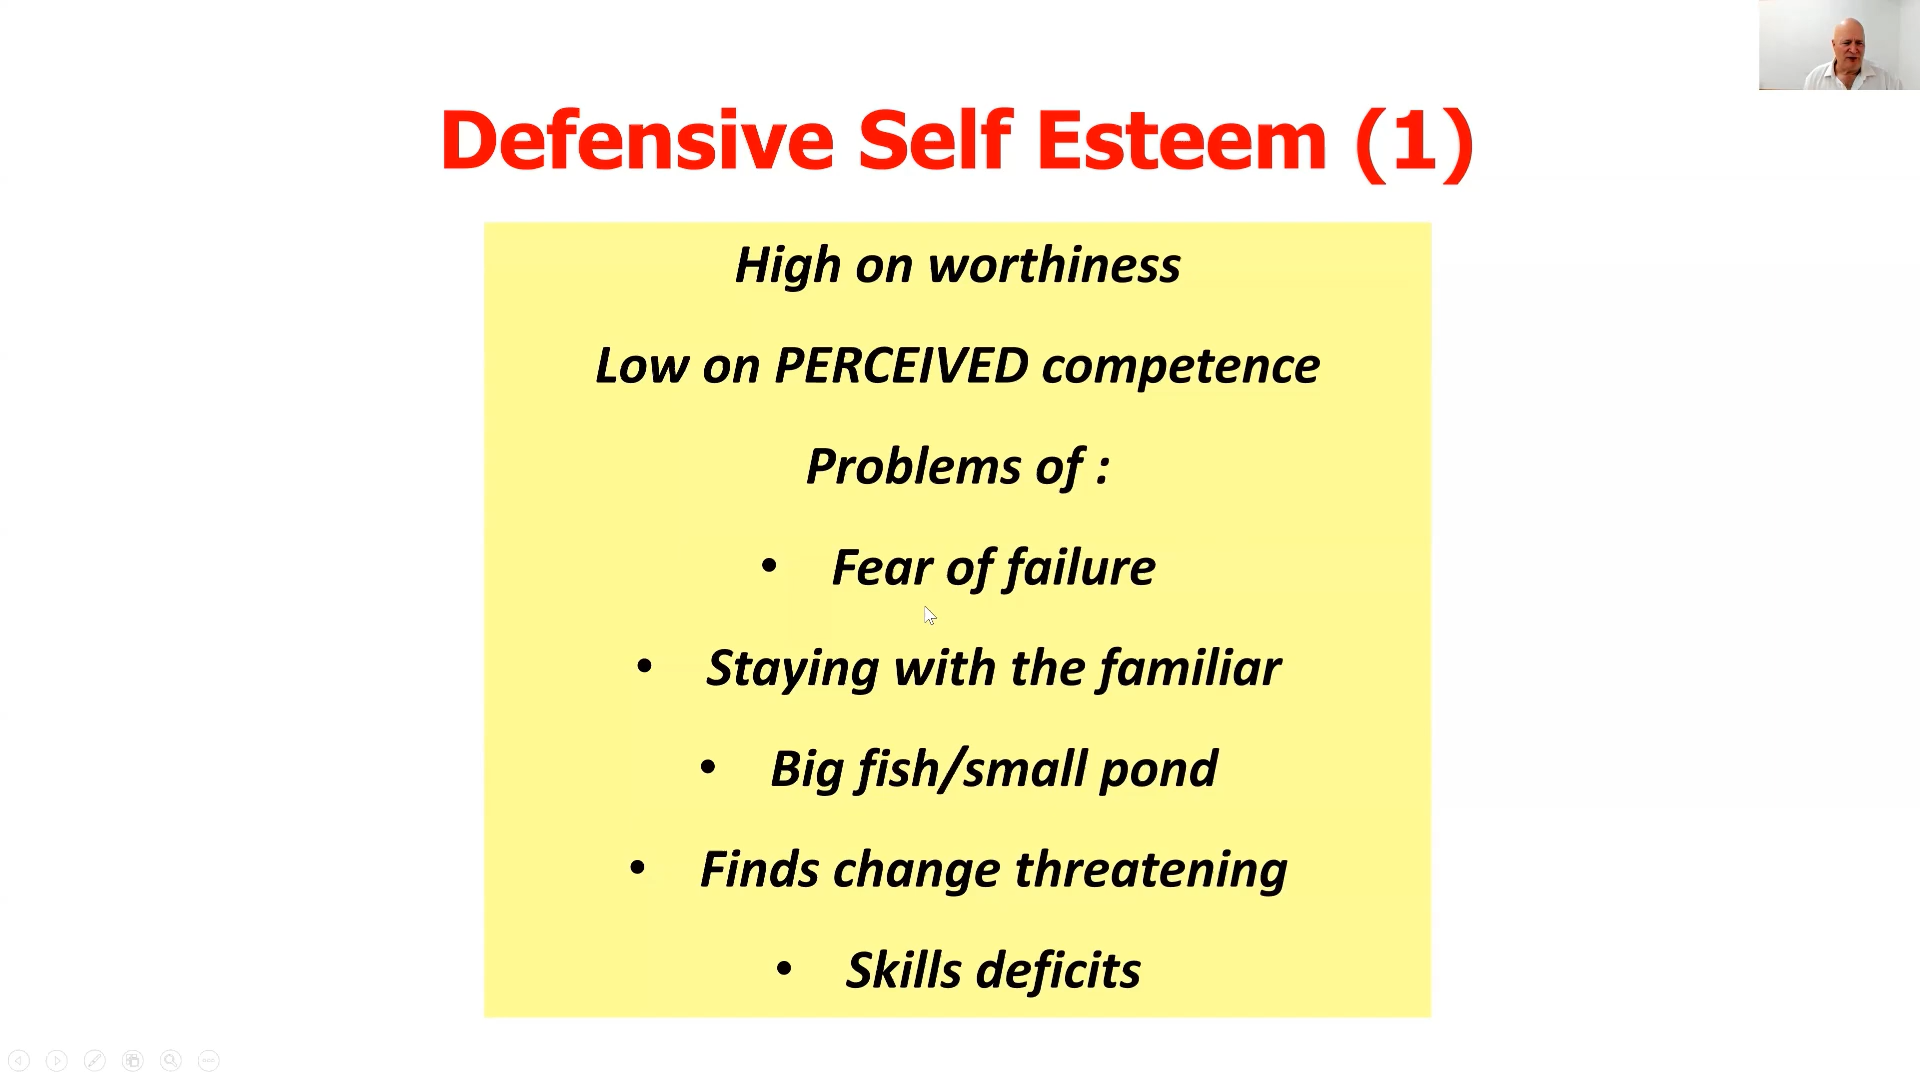 Defensive Self Esteem (1)
High on worthiness
Low on PERCEIVED competence
Problems of :
• Fear of failure
• Staying with the familiar
• Big fish/small pond
• Finds change threatening
• Skills deficits